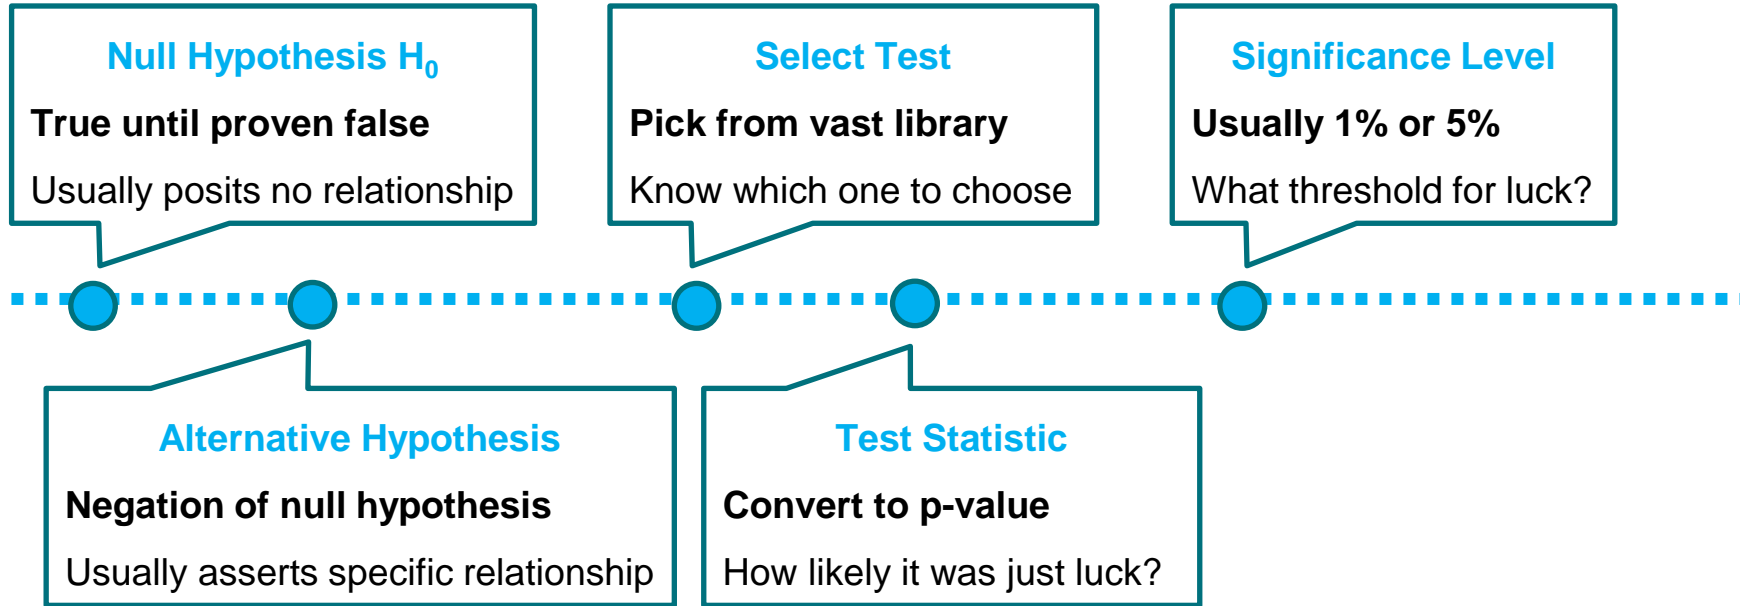 Null Hypothesis H₀
True until proven false
Usually posits no relationship
Alternative Hypothesis
Negation of null hypothesis
Usually asserts specific relationship
Select Test
Pick from vast library
Know which one to choose
Test Statistic
Convert to p-value
How likely it was just luck?
Significance Level
Usually 1% or 5%
What threshold for luck?